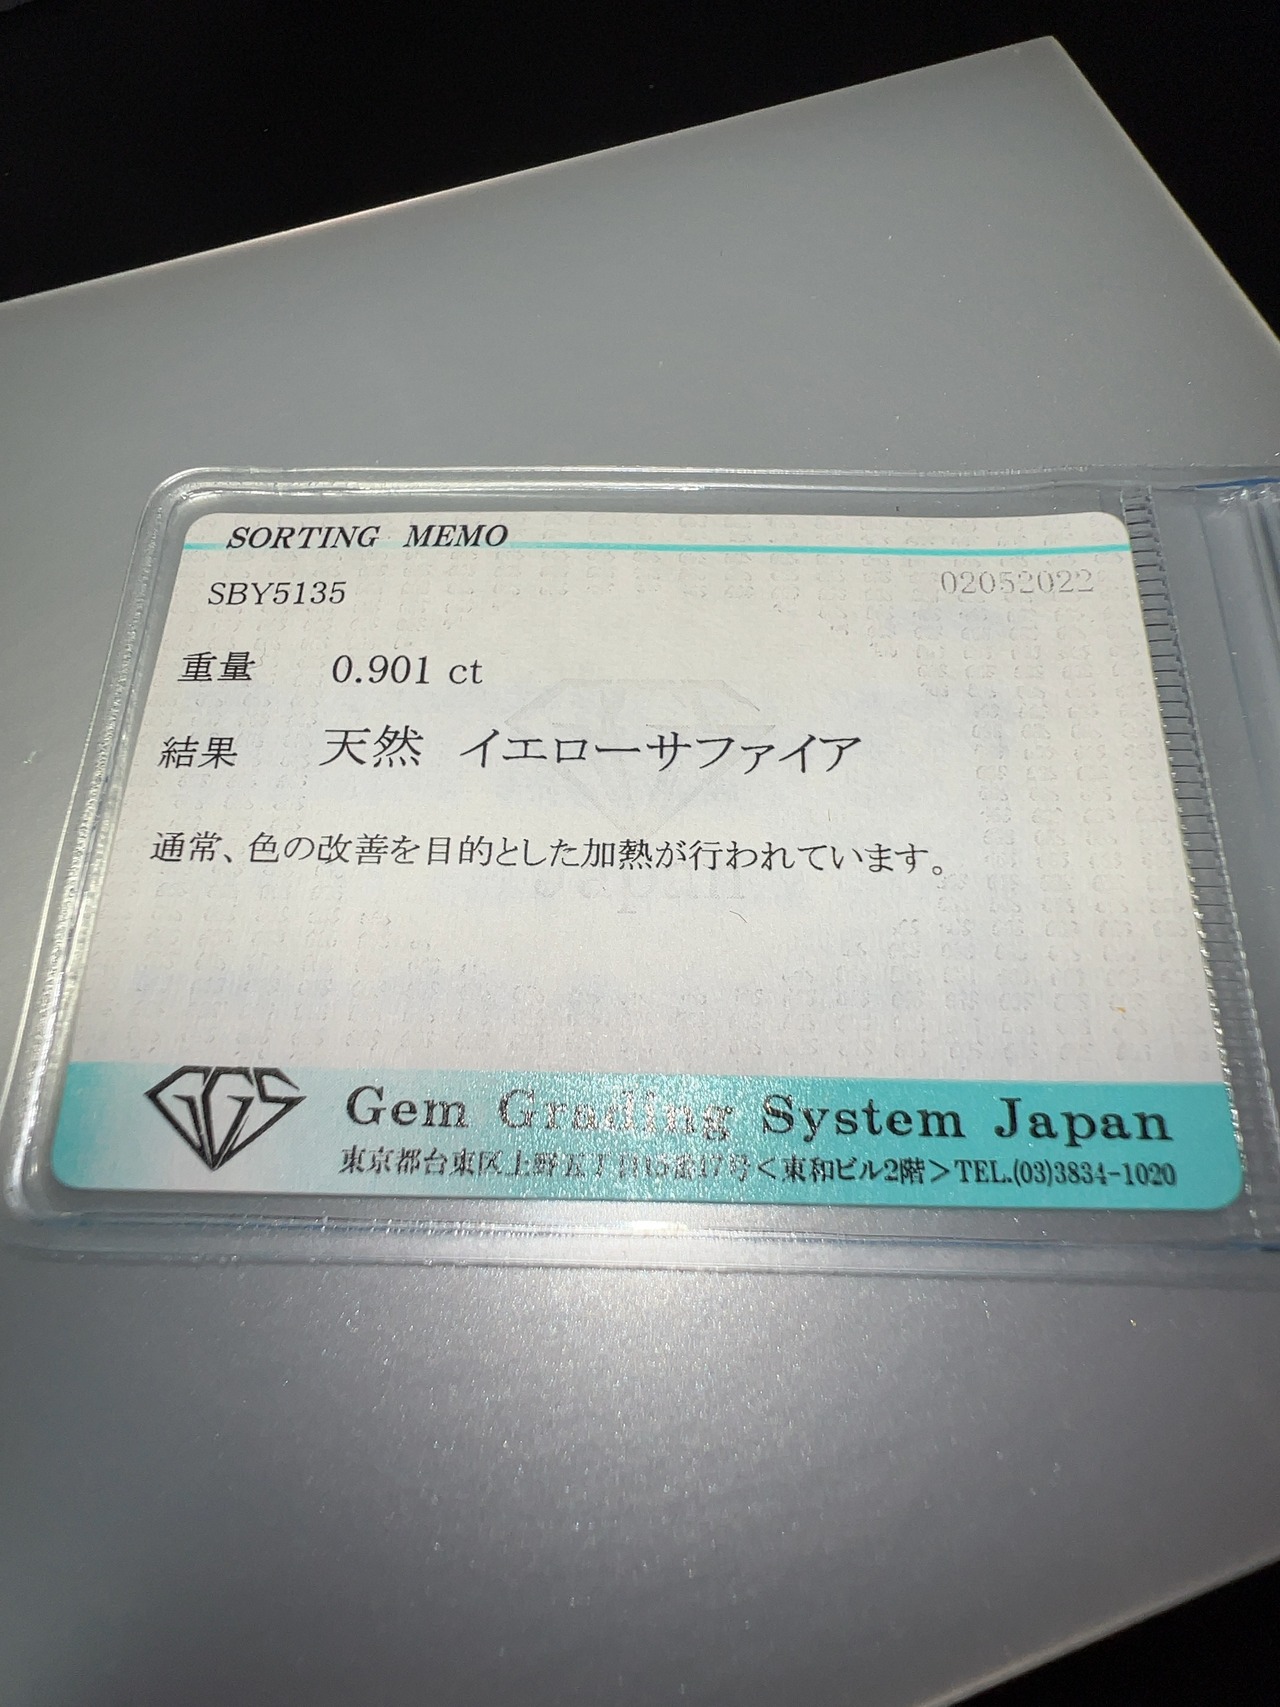 SORTING MEMO
SBY5135
02052022
重量 0.901 ct
結果 天然 イエローサファイア
通常、色の改善を目的とした加熱が行われています。
GGS
Gem Grading System Japan
東京都台東区上野五丁目15番17号<東和ビル2階>TEL.(03)3834-1020